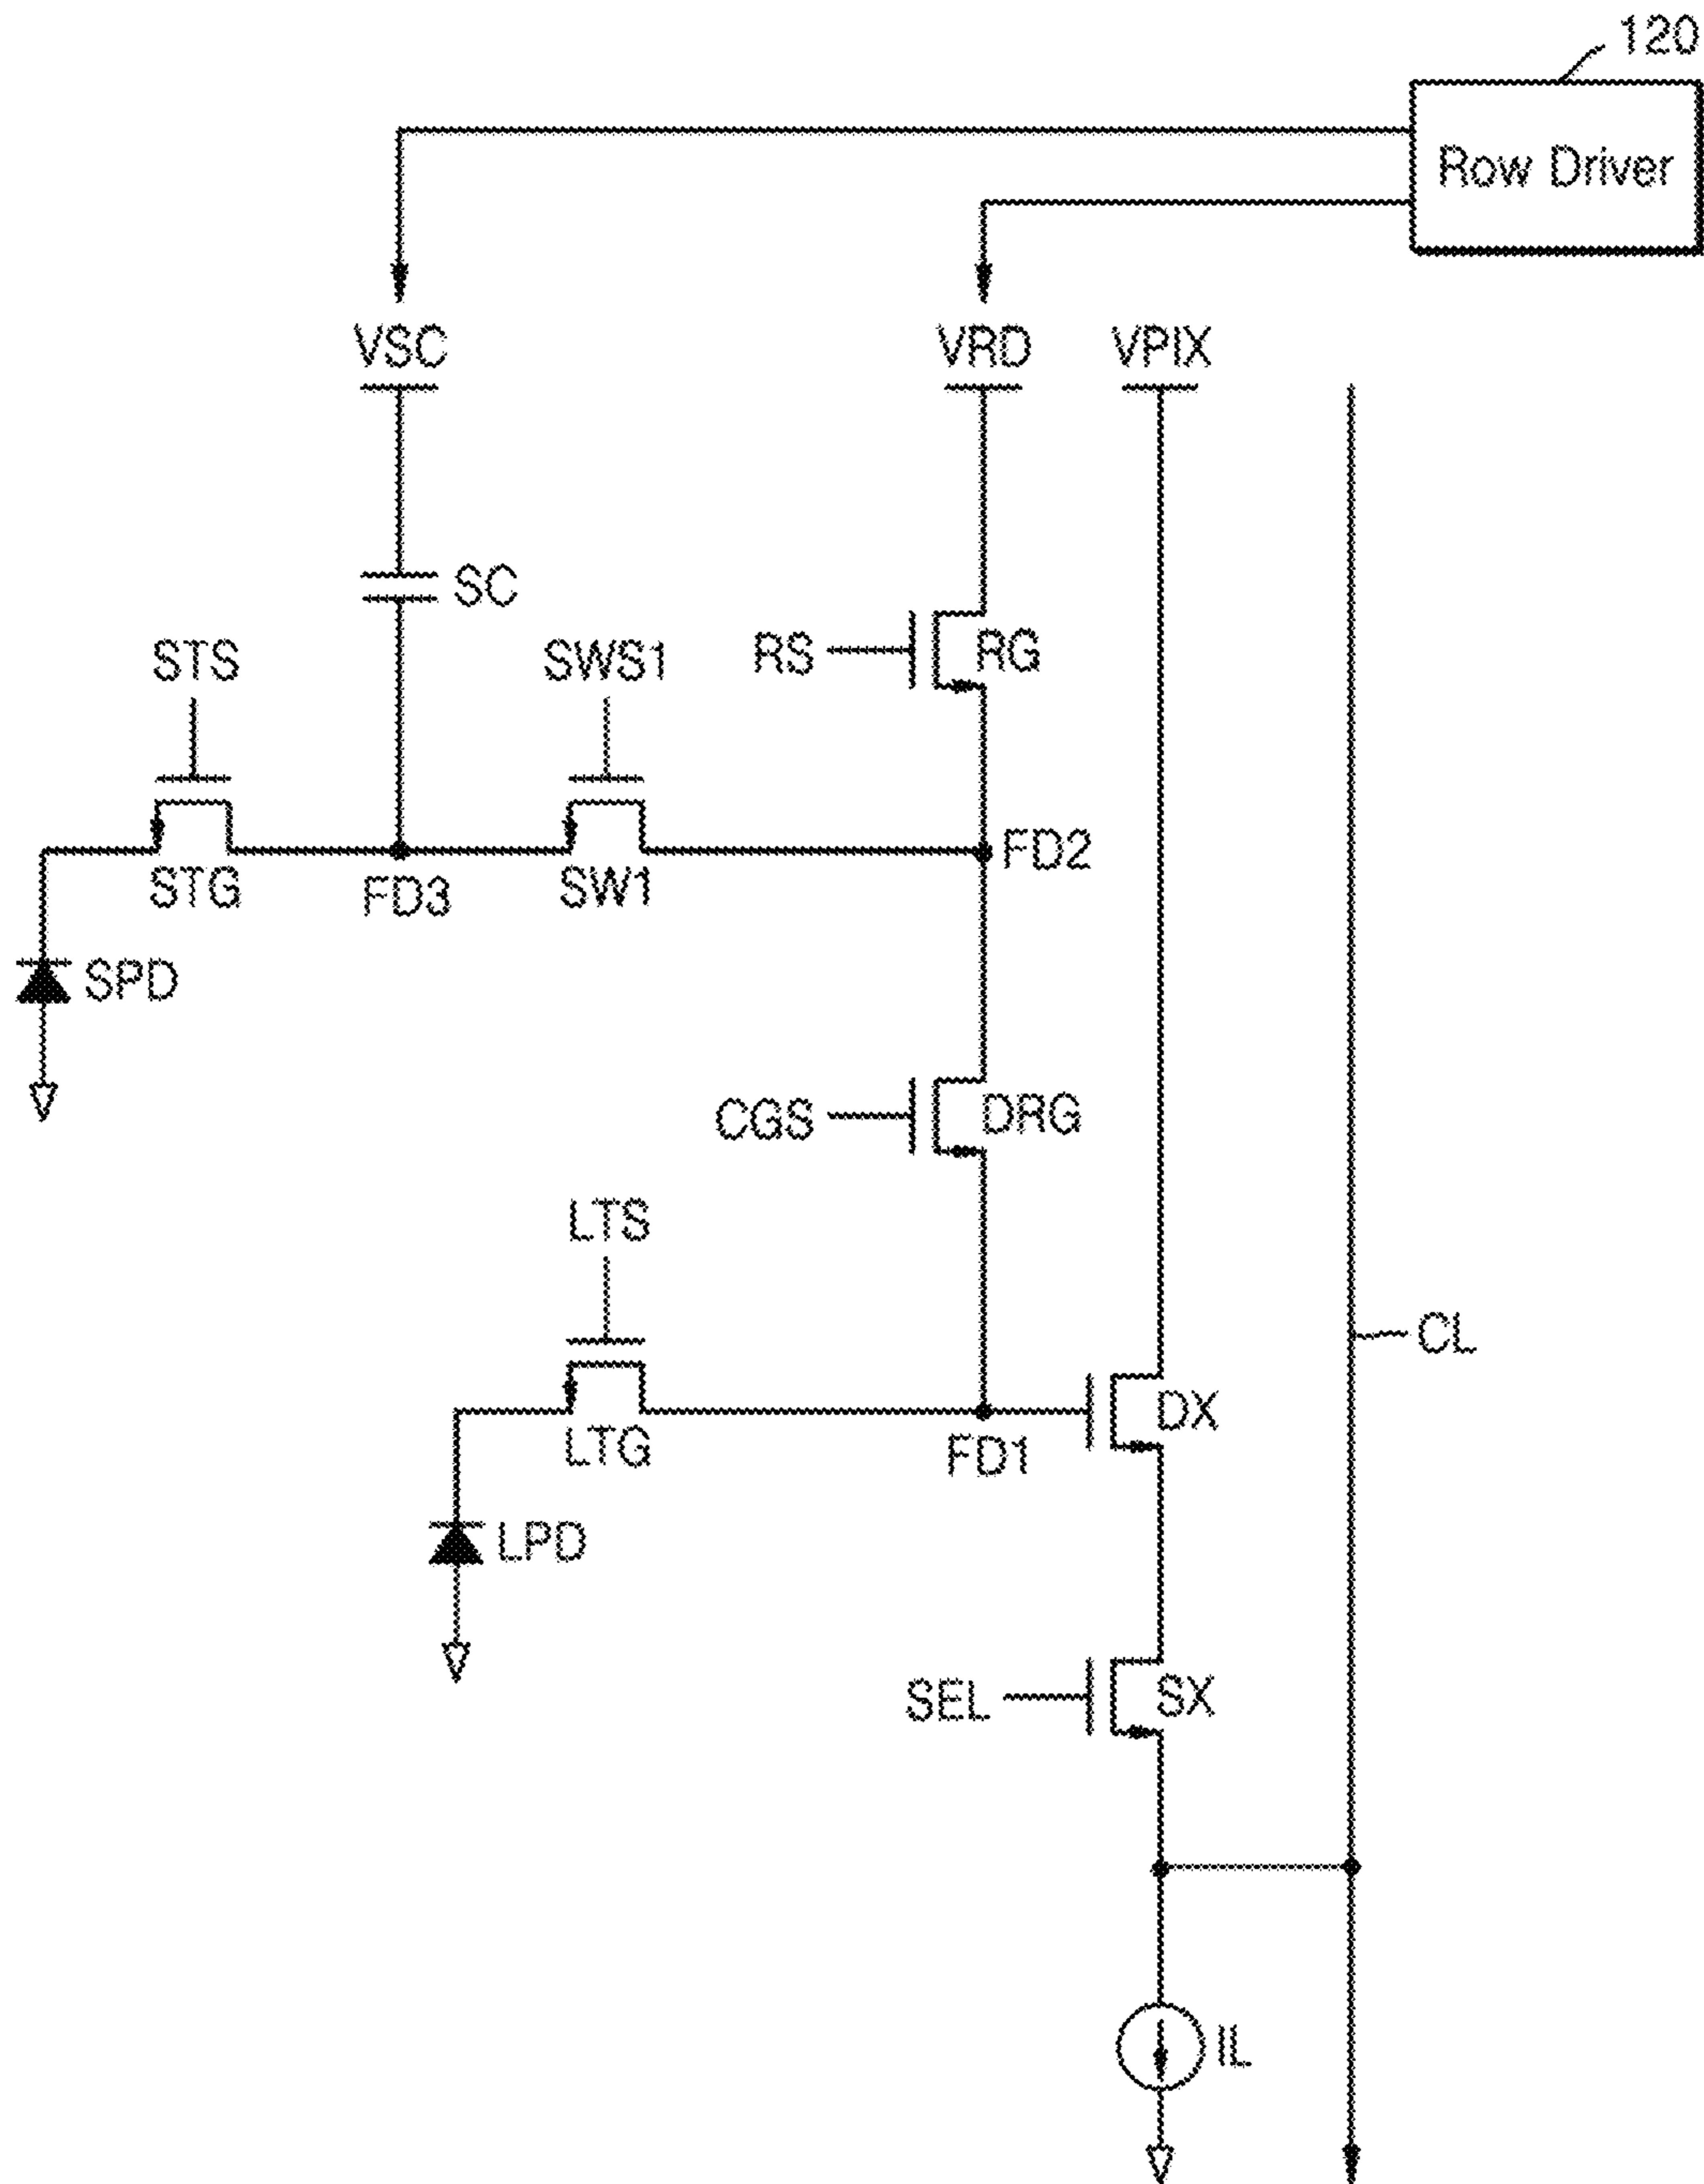 120
Row Driver
VSC
VRD
VPIX
SC
STS
SWS1
RS
RG
FD2
STG
FD3
SW1
SPD
CGS
DRG
LTS
CL
DX
LTG
FD1
LPD
SEL
SX
IL